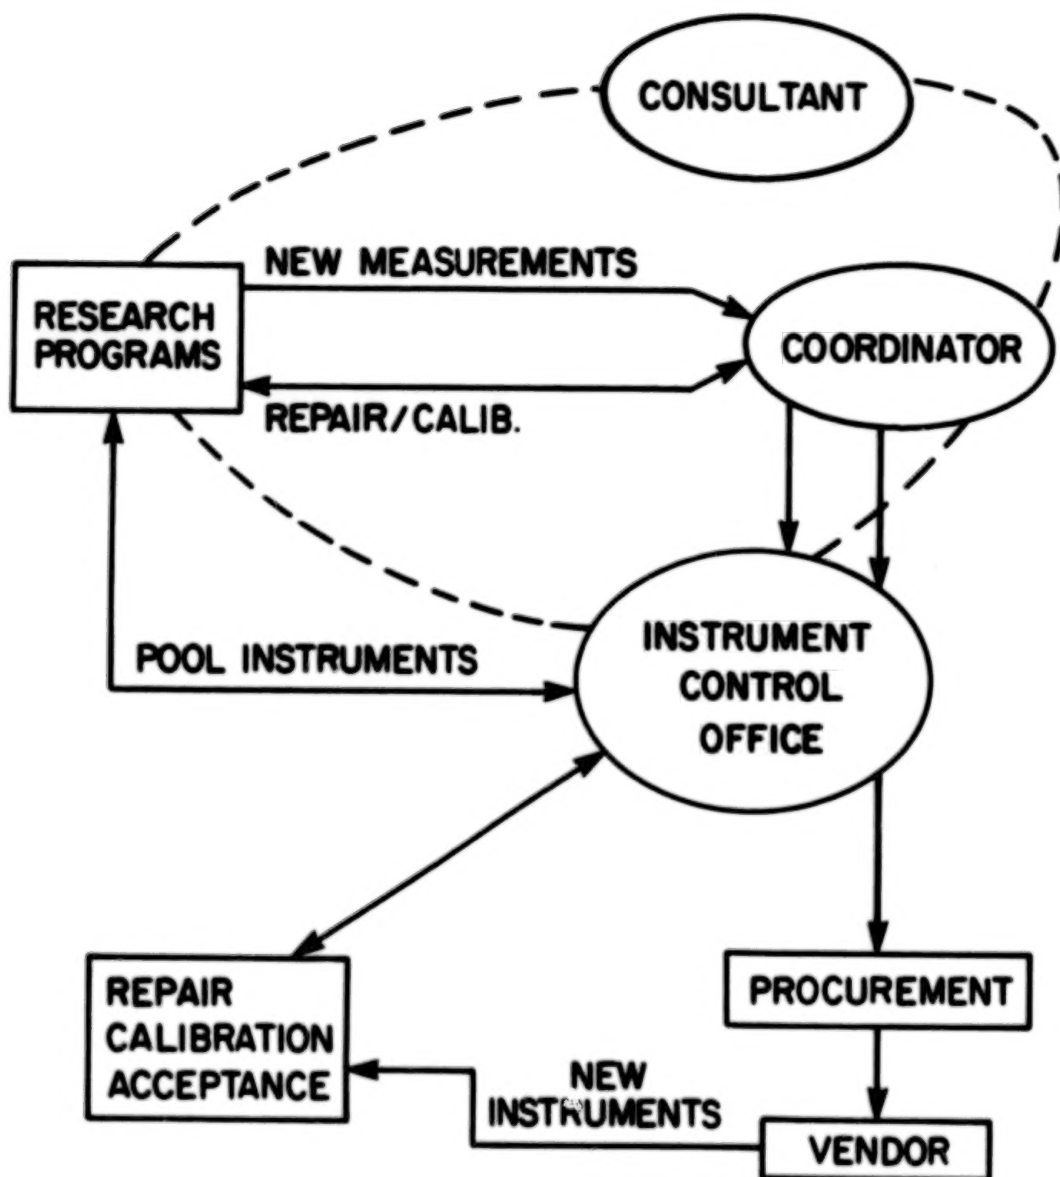 CONSULTANT
NEW MEASUREMENTS
RESEARCH
PROGRAMS
COORDINATOR
REPAIR/CALIB.
POOL INSTRUMENTS
INSTRUMENT
CONTROL
OFFICE
REPAIR
CALIBRATION
ACCEPTANCE
PROCUREMENT
NEW
INSTRUMENTS
VENDOR